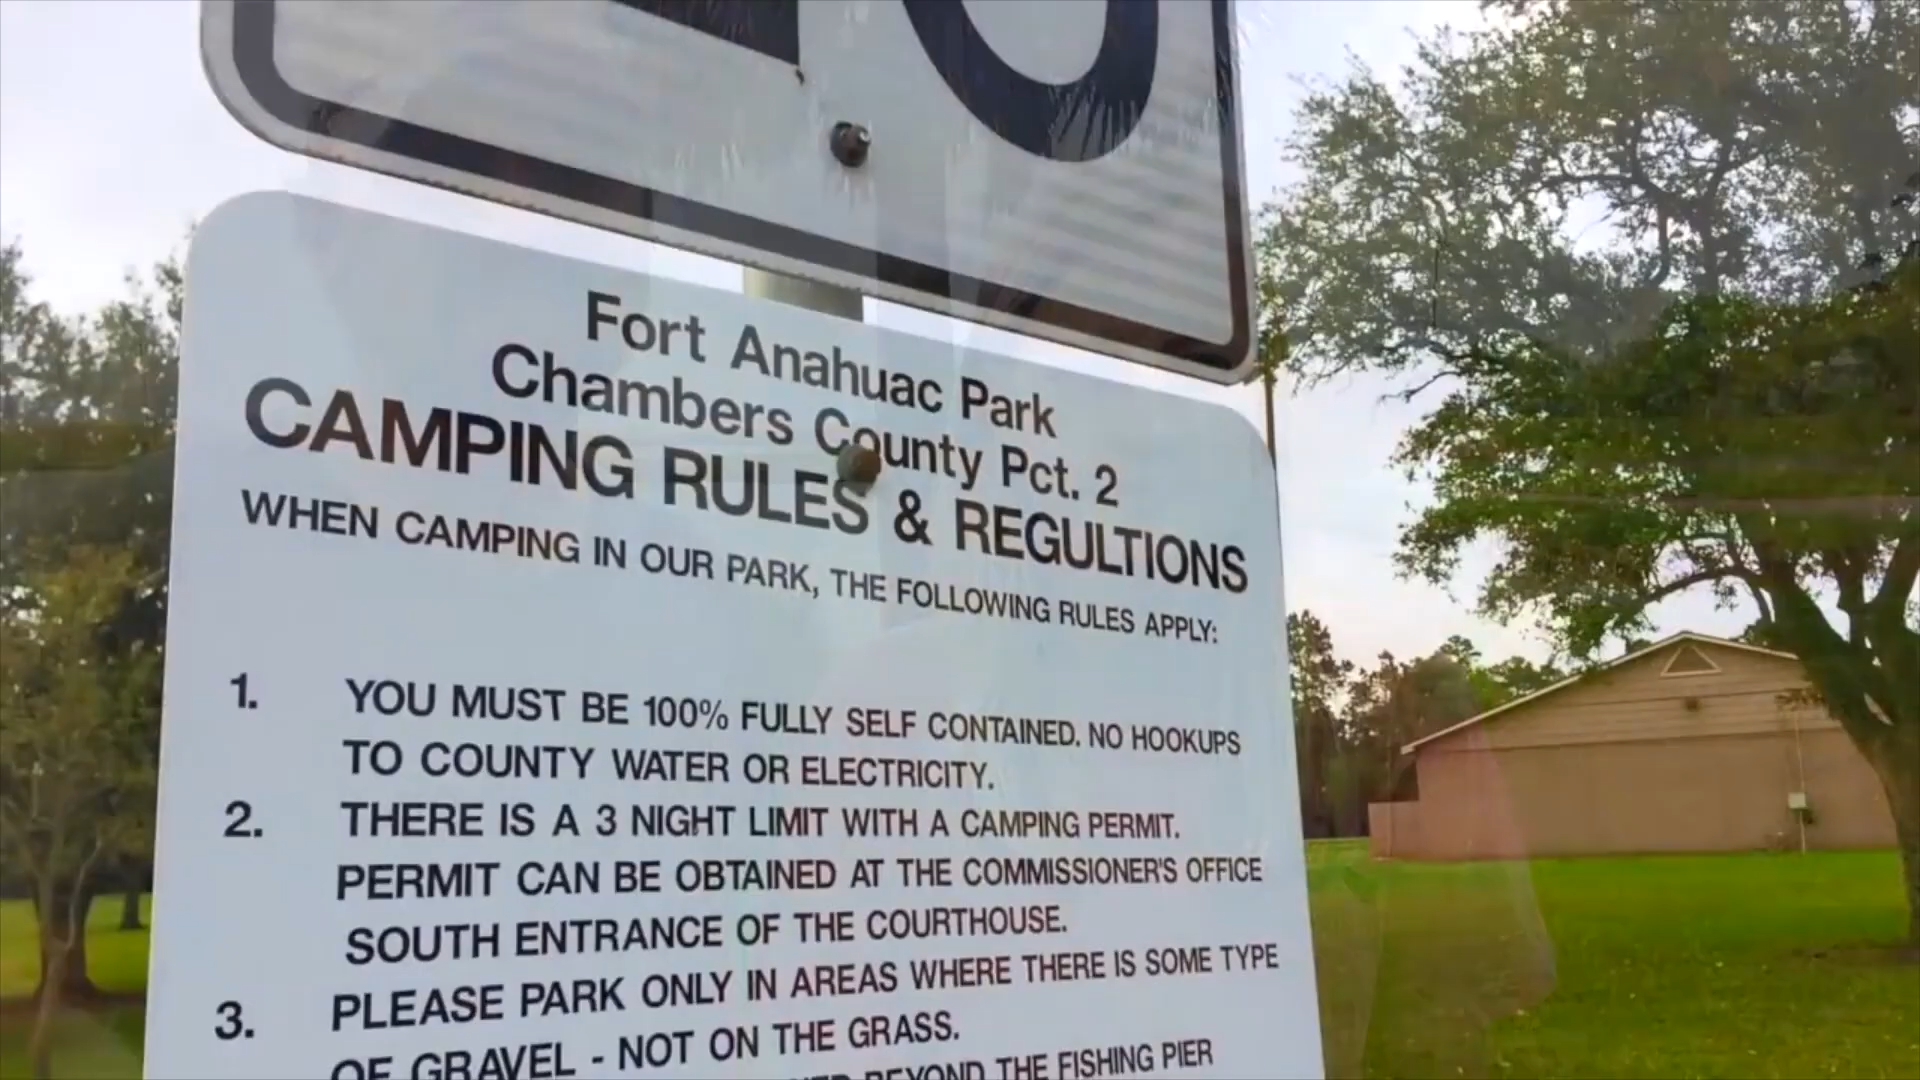 Fort Anahuac Park
Chambers County Pct. 2
CAMPING RULES & REGULTIONS
WHEN CAMPING IN OUR PARK, THE FOLLOWING RULES APPLY:
1. YOU MUST BE 100% FULLY SELF CONTAINED. NO HOOKUPS
TO COUNTY WATER OR ELECTRICITY.
2. THERE IS A 3 NIGHT LIMIT WITH A CAMPING PERMIT.
PERMIT CAN BE OBTAINED AT THE COMMISSIONER'S OFFICE
SOUTH ENTRANCE OF THE COURTHOUSE.
3. PLEASE PARK ONLY IN AREAS WHERE THERE IS SOME TYPE
OF GRAVEL - NOT ON THE GRASS.
BEYOND THE FISHING PIER